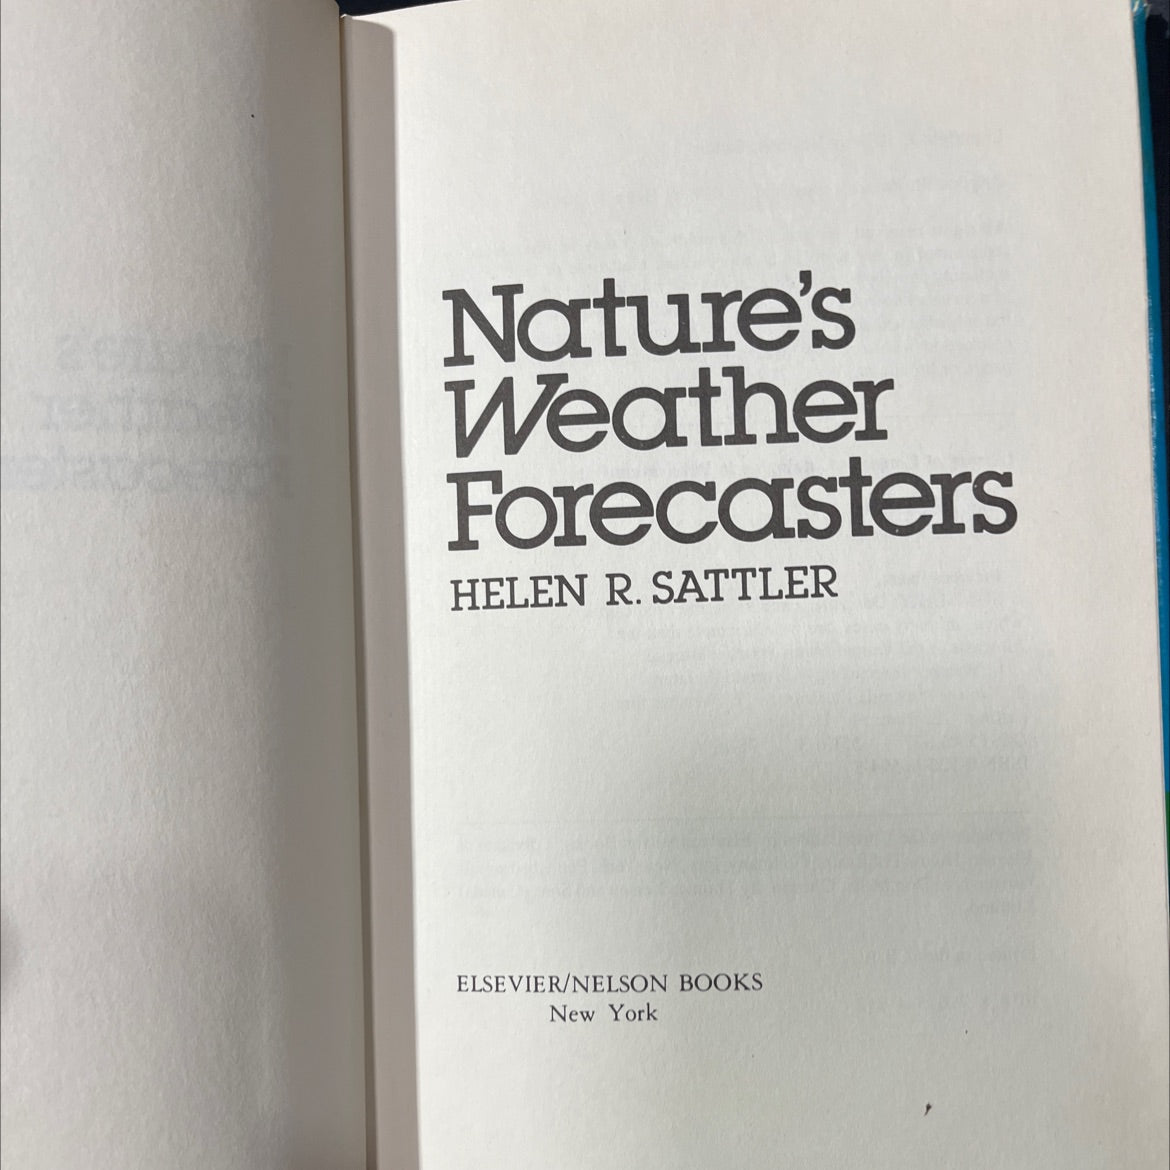 Nature's
Weather
Forecasters
HELEN R. SATTLER
ELSEVIER/NELSON BOOKS
New York